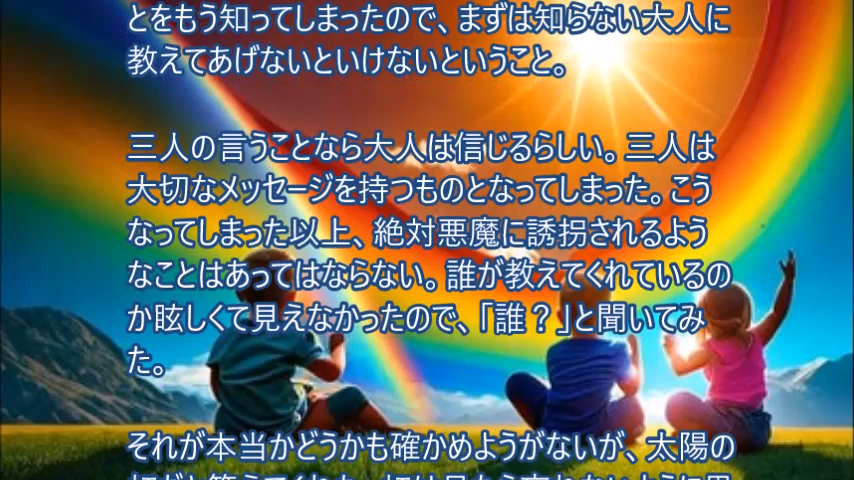 とをもう知ってしまったので、まずは知らない大人に
教えてあげないといけないということ。
三人の言うことなら大人は信じるらしい。三人は
大切なメッセージを持つものとなってしまった。こう
なってしまった以上、絶対悪魔に誘拐されるよう
なことはあってはならない。誰が教えてくれているの
か眩しくて見えなかったので、「誰？」と聞いてみ
た。
それが本当かどうかも確かめようがないが、太陽の